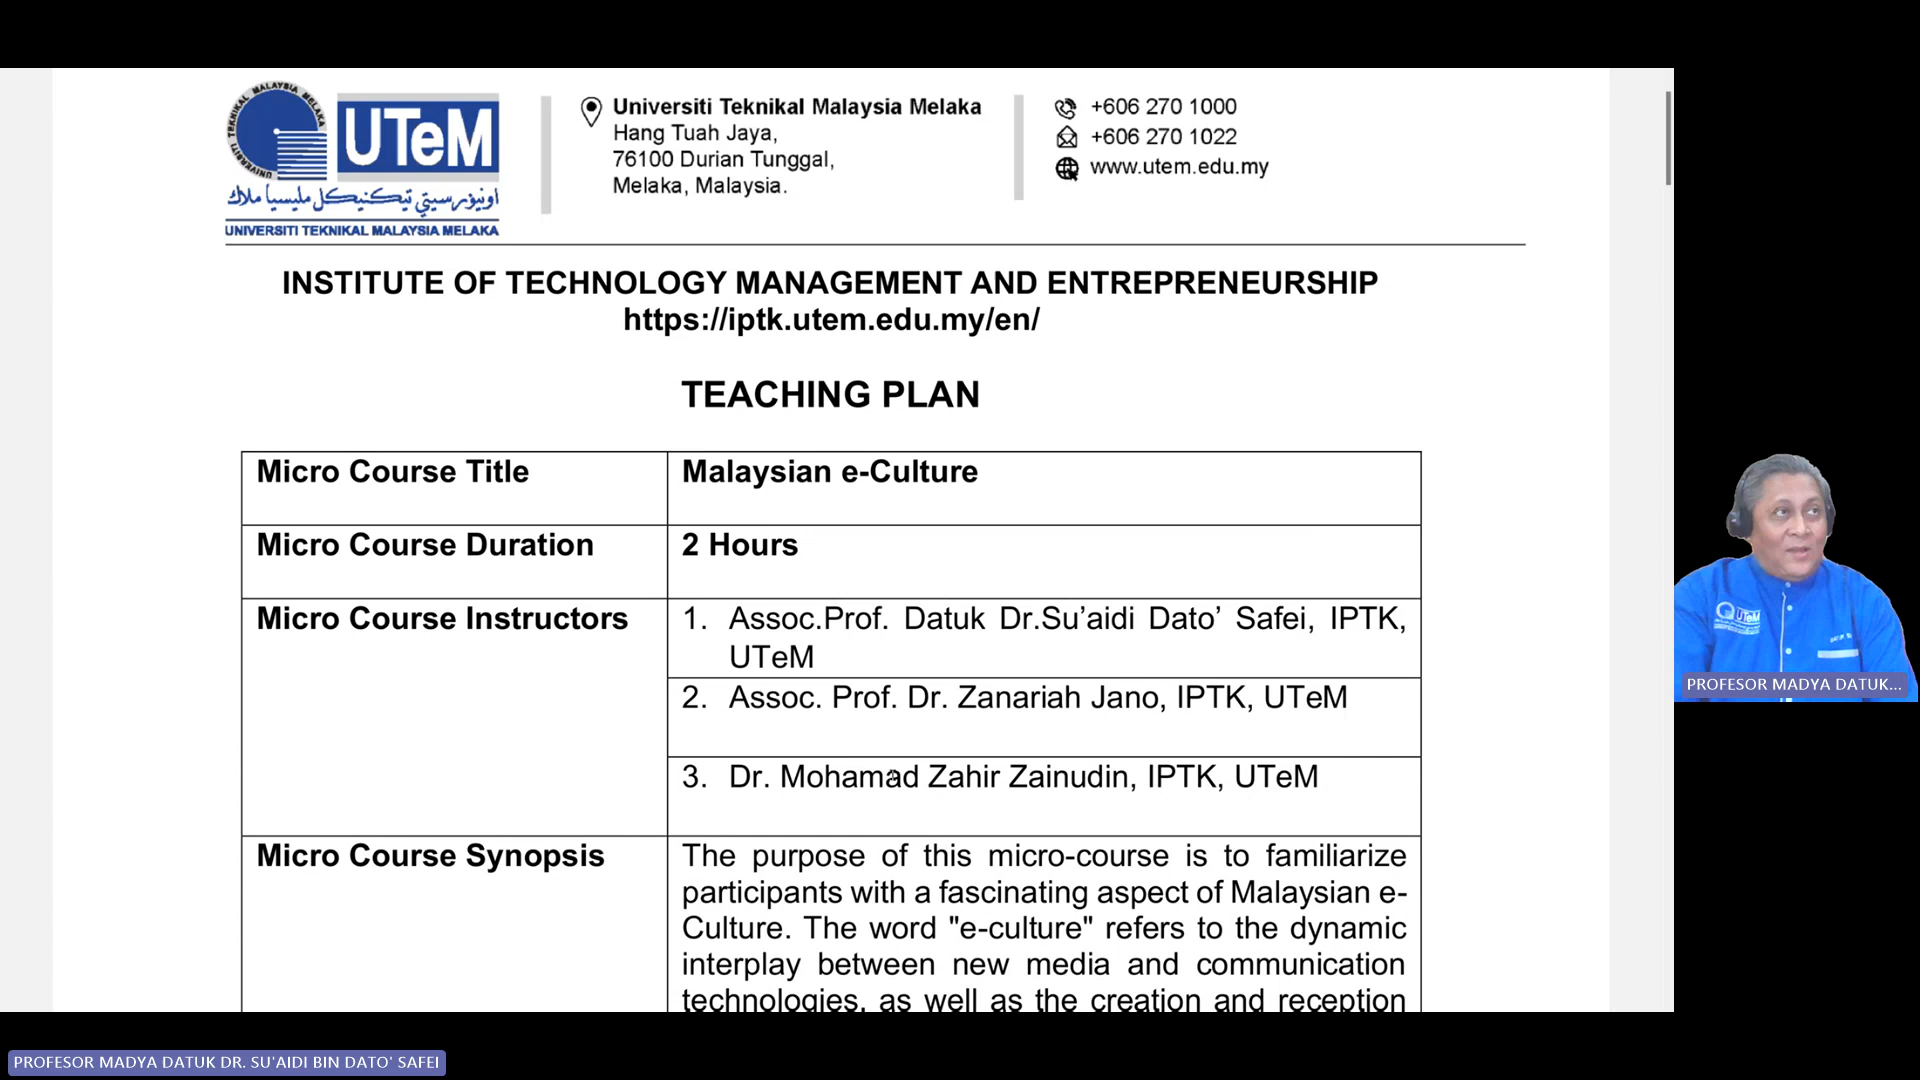 UNIVERSITI TEKNIKAL MALAYSIA MELAKA
UTeM
اونيۏرسيتي تيكنيكل مليسيا ملاك
UNIVERSITI TEKNIKAL MALAYSIA MELAKA
Universiti Teknikal Malaysia Melaka
Hang Tuah Jaya,
76100 Durian Tunggal,
Melaka, Malaysia.
+606 270 1000
+606 270 1022
www.utem.edu.my
INSTITUTE OF TECHNOLOGY MANAGEMENT AND ENTREPRENEURSHIP
https://iptk.utem.edu.my/en/
TEACHING PLAN
Micro Course Title
Malaysian e-Culture
Micro Course Duration
2 Hours
Micro Course Instructors
1. Assoc.Prof. Datuk Dr.Su’aidi Dato’ Safei, IPTK,
UTeM
2. Assoc. Prof. Dr. Zanariah Jano, IPTK, UTeM
3. Dr. Mohamad Zahir Zainudin, IPTK, UTeM
Micro Course Synopsis
The purpose of this micro-course is to familiarize
participants with a fascinating aspect of Malaysian e-
Culture. The word "e-culture" refers to the dynamic
interplay between new media and communication
technologies, as well as the creation and reception
UTeM
PROFESOR MADYA DATUK...
PROFESOR MADYA DATUK DR. SU'AIDI BIN DATO' SAFEI